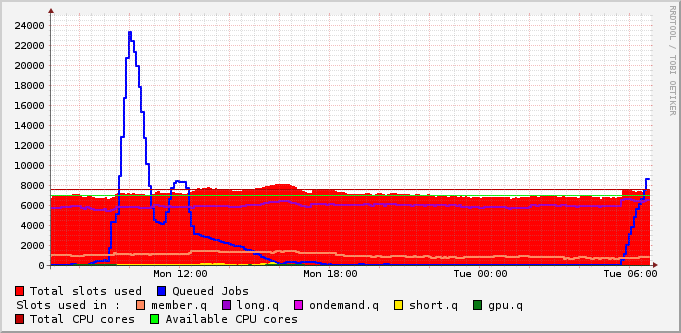 24000
22000
20000
18000
16000
14000
12000
10000
8000
6000
4000
2000
0
Mon 12:00 Mon 18:00 Tue 00:00 Tue 06:00
Total slots used Queued Jobs
Slots used in : member.q long.q ondemand.q short.q gpu.q
Total CPU cores Available CPU cores
RRDTOOL / TOBI OETIKER